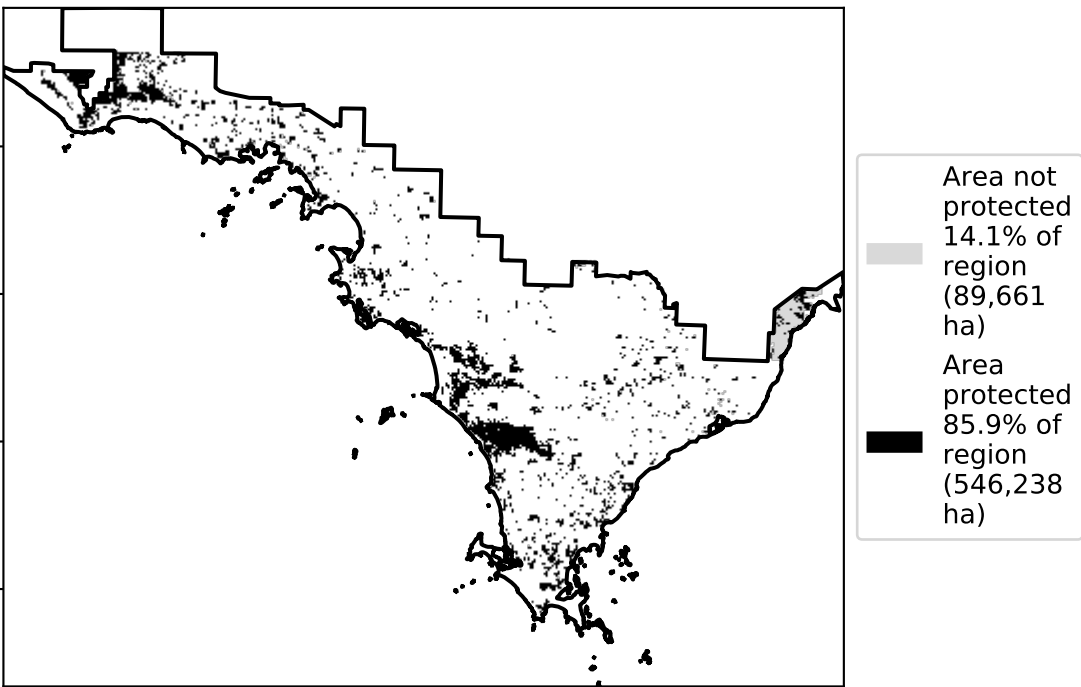 Area not
protected
14.1% of
region
(89,661
ha)
Area
protected
85.9% of
region
(546,238
ha)